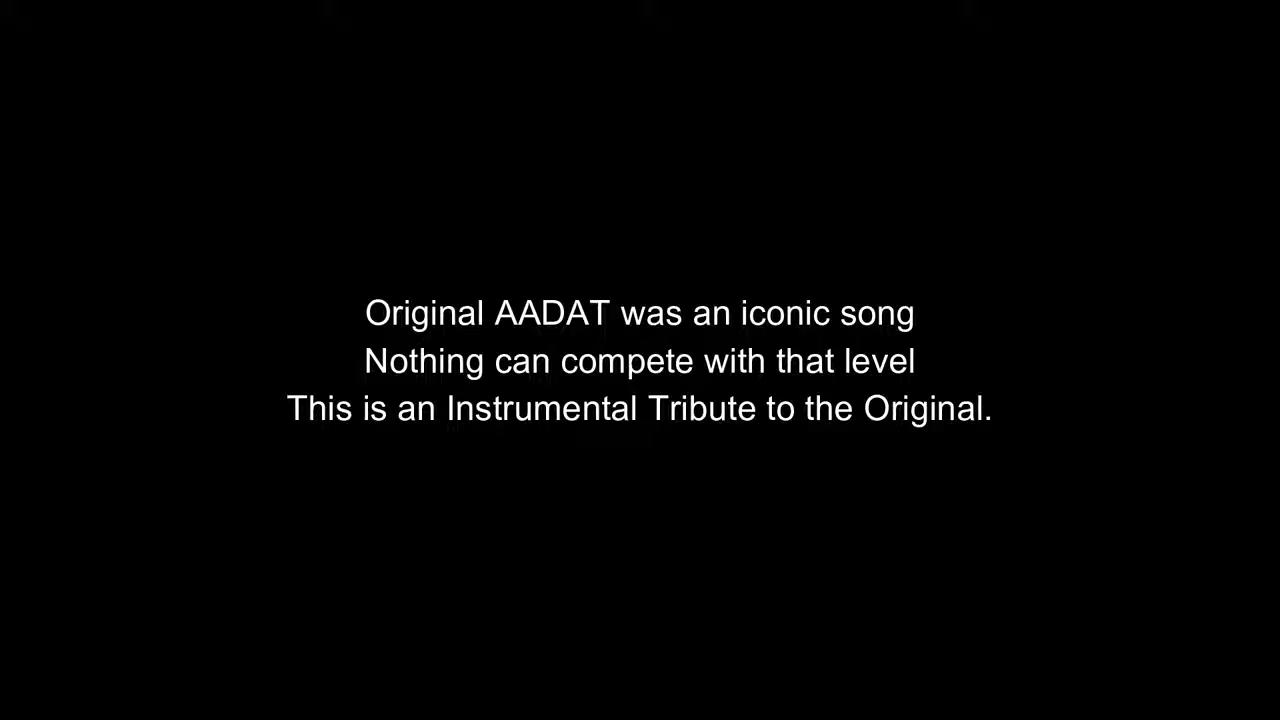 Original AADAT was an iconic song
Nothing can compete with that level
This is an Instrumental Tribute to the Original.